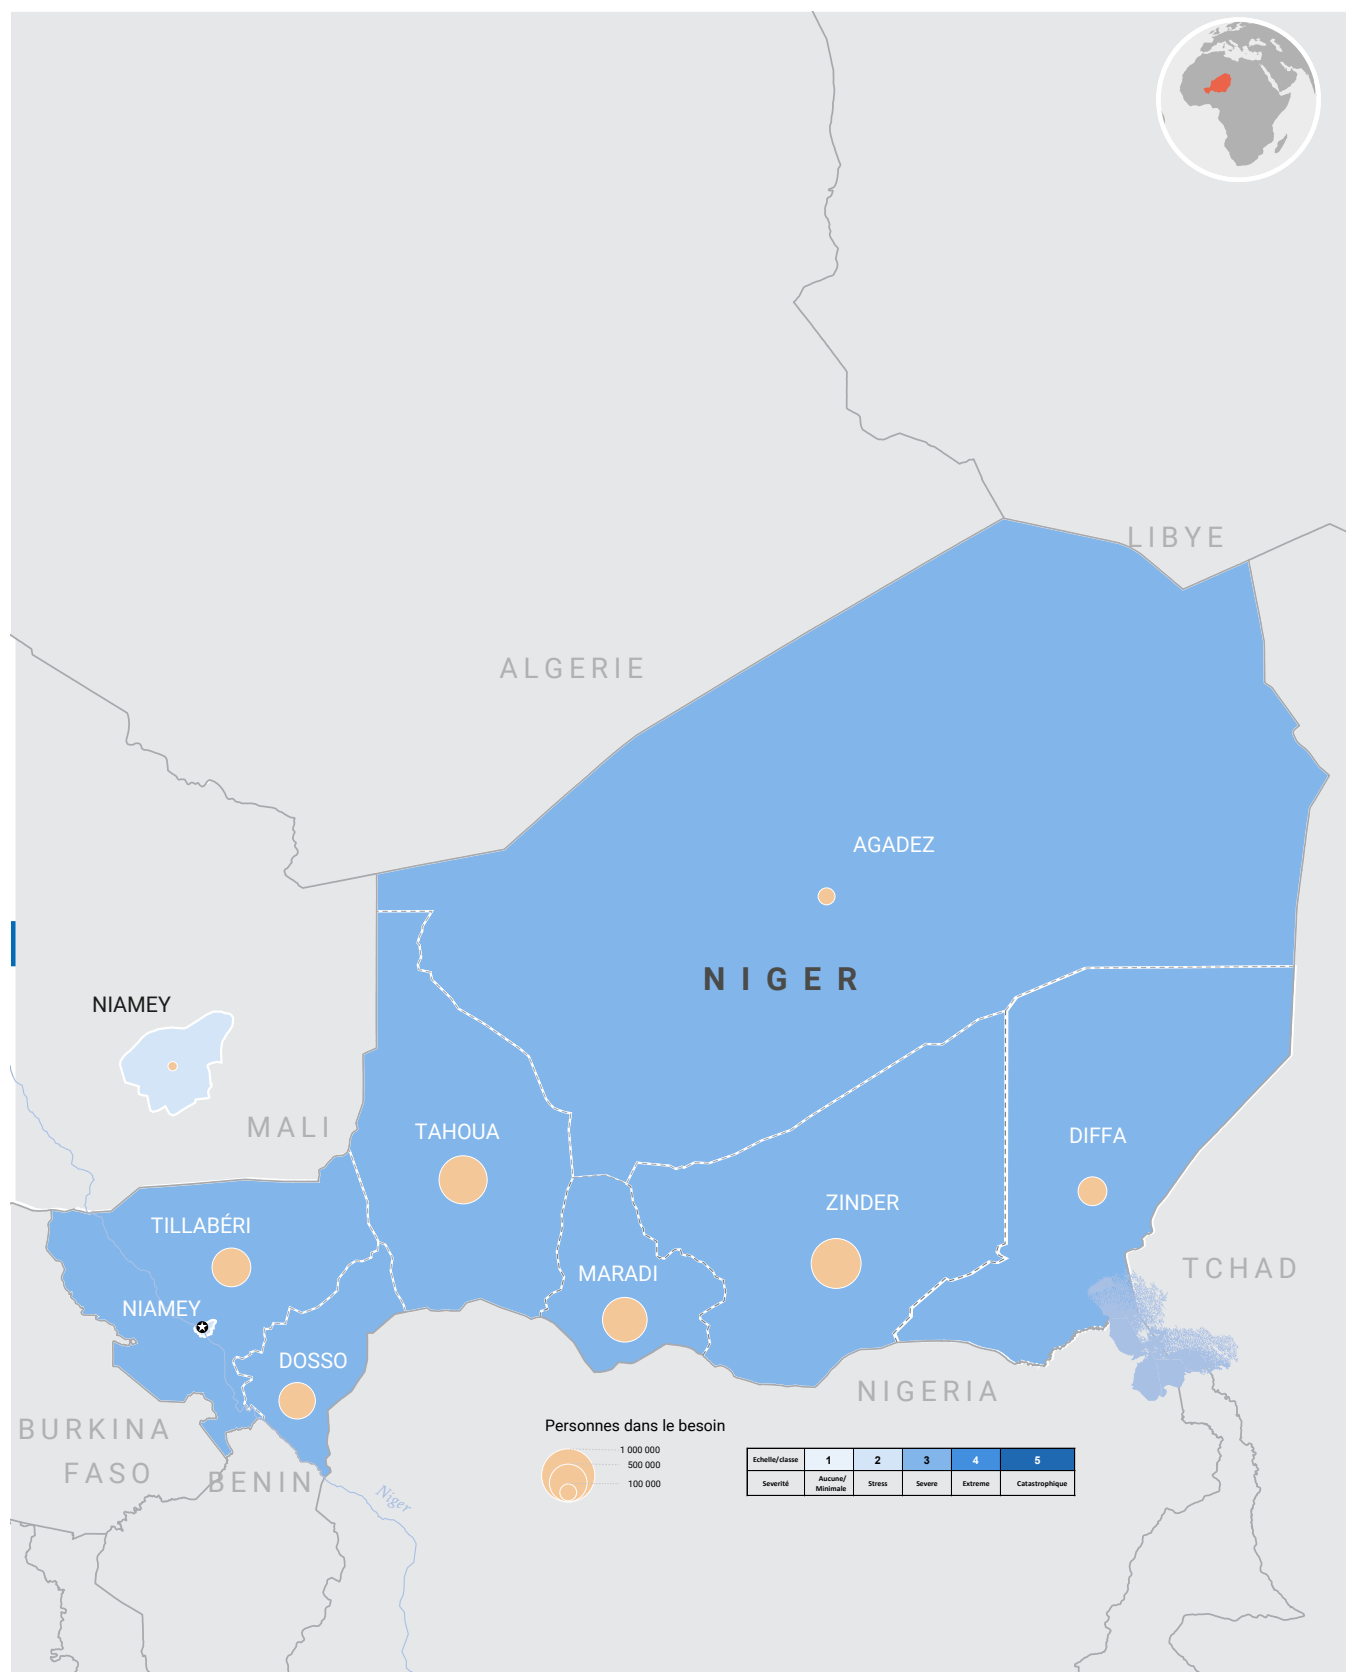 LIBYE
ALGERIE
AGADEZ
NIGER
NIAMEY
MALI
TAHOUA
DIFFA
ZINDER
TILLABÉRI
TCHAD
MARADI
NIAMEY
DOSSO
NIGERIA
BURKINA
FASO
BENIN
Niger
Personnes dans le besoin
1 000 000
500 000
100 000
Echelle/classe 1 2 3 4 5
Severité Aucune/ Minimale Stress Severe Extreme Catastrophique